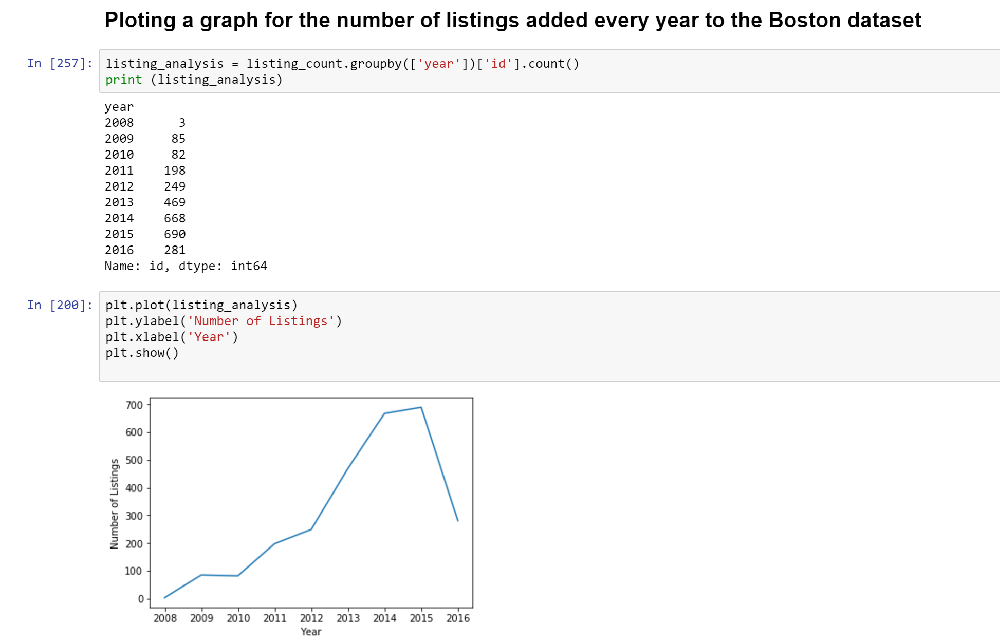 Ploting a graph for the number of listings added every year to the Boston dataset
In [257]:
listing_analysis = listing_count.groupby(['year'])['id'].count()
print (listing_analysis)
year
2008      3
2009     85
2010     82
2011    198
2012    249
2013    469
2014    668
2015    690
2016    281
Name: id, dtype: int64
In [200]:
plt.plot(listing_analysis)
plt.ylabel('Number of Listings')
plt.xlabel('Year')
plt.show()
700
600
500
400
300
200
100
0
Number of Listings
2008 2009 2010 2011 2012 2013 2014 2015 2016
Year